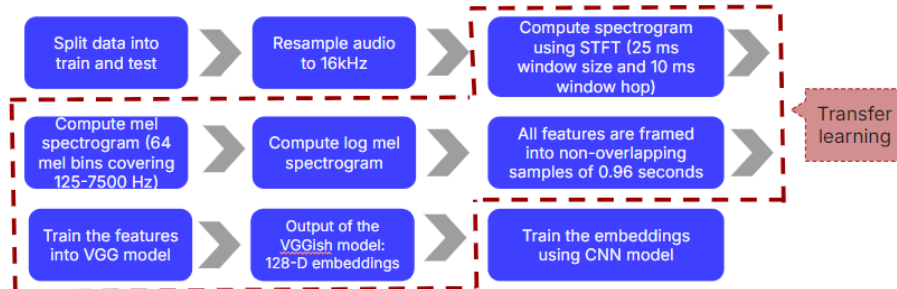 Split data into
train and test
Resample audio
to 16kHz
Compute spectrogram
using STFT (25 ms
window size and 10 ms
window hop)
Transfer
learning
Compute mel
spectrogram (64
mel bins covering
125-7500 Hz)
Compute log mel
spectrogram
All features are framed
into non-overlapping
samples of 0.96 seconds
Train the features
into VGG model
Output of the
VGGish model:
128-D embeddings
Train the embeddings
using CNN model